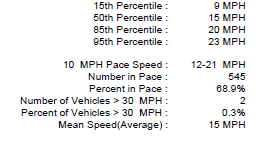 15th Percentile : 9 MPH
50th Percentile : 15 MPH
85th Percentile : 20 MPH
95th Percentile : 23 MPH
10 MPH Pace Speed : 12-21 MPH
Number in Pace : 545
Percent in Pace : 68.9%
Number of Vehicles > 30 MPH : 2
Percent of Vehicles > 30 MPH : 0.3%
Mean Speed(Average) : 15 MPH